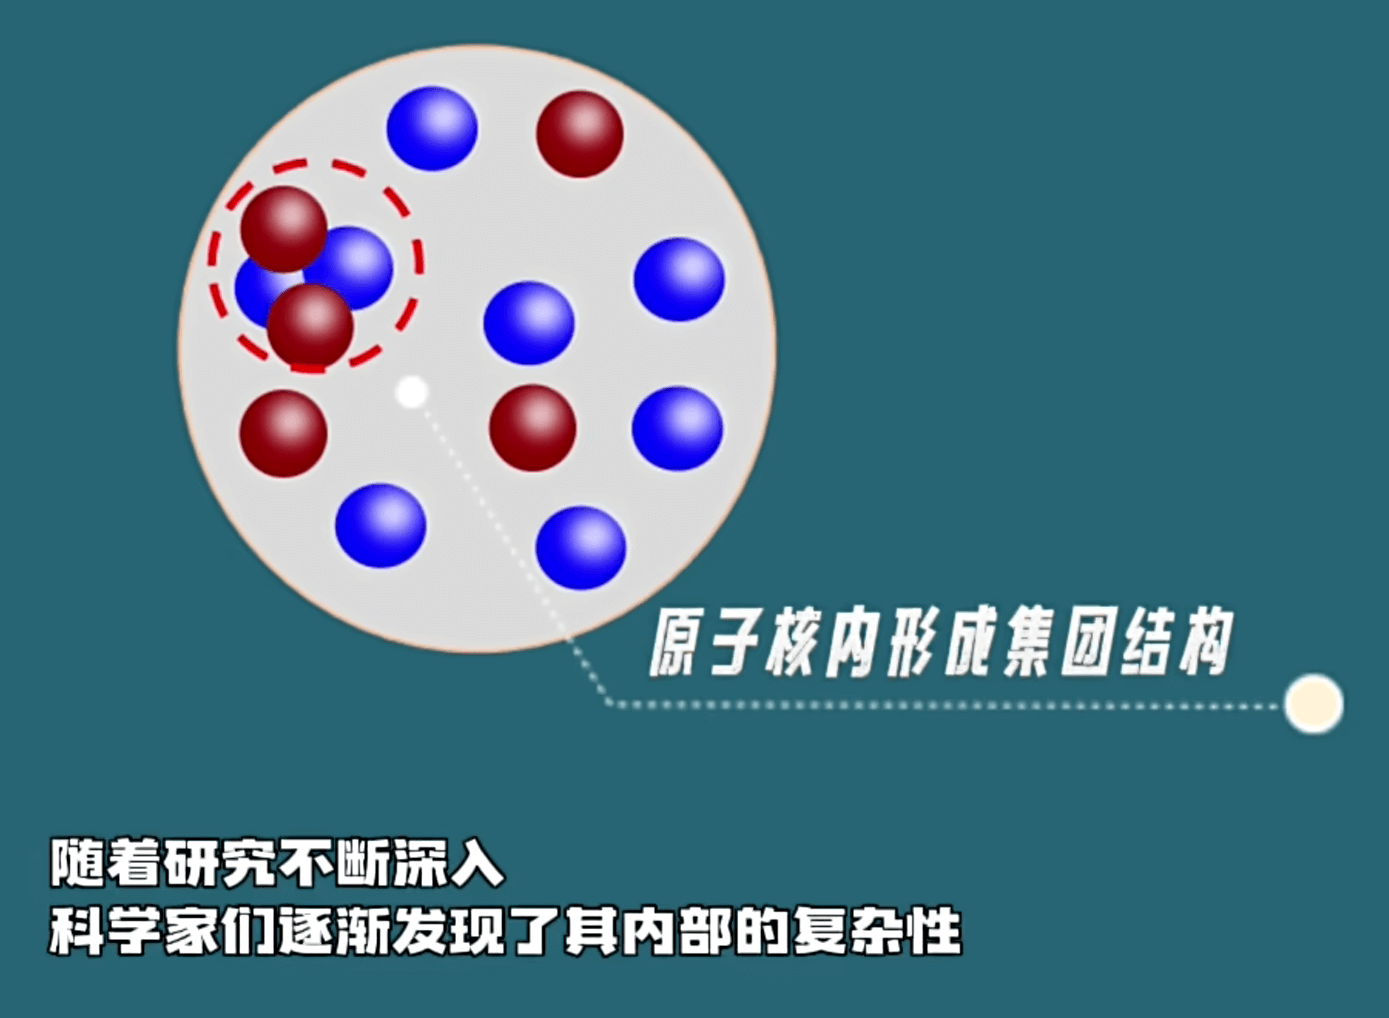 原子核内形成集团结构
随着研究不断深入
科学家们逐渐发现了其内部的复杂性